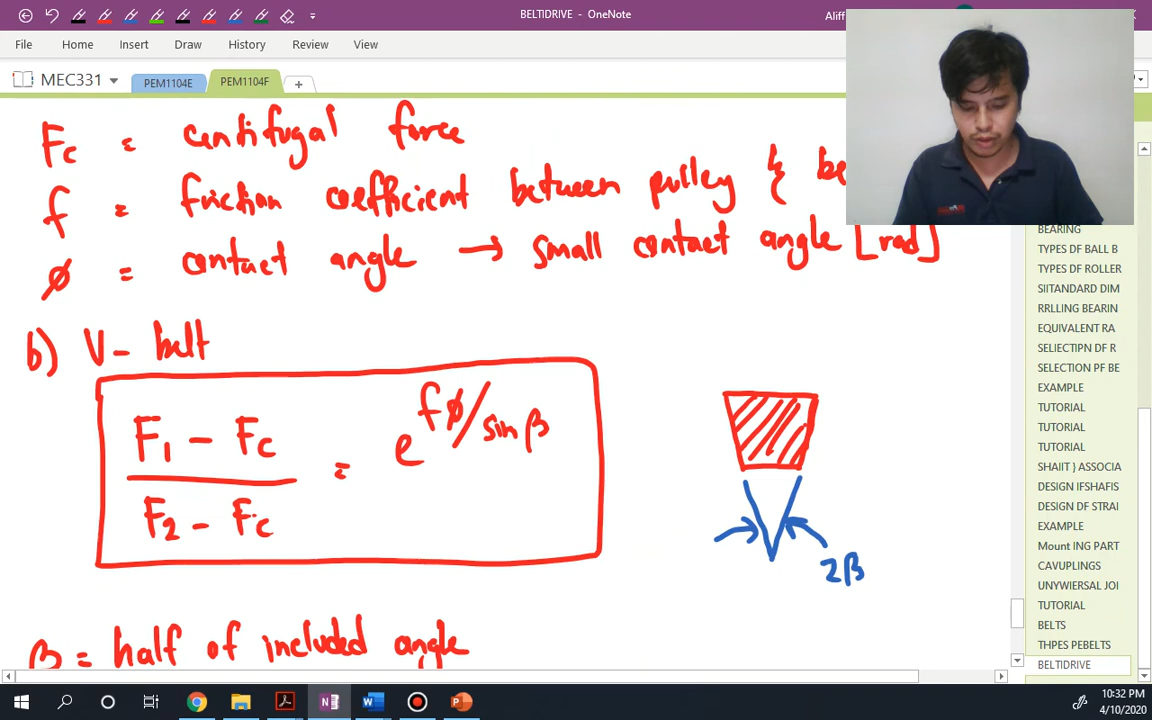 BELTIDRIVE - OneNote
Aliff
File Home Insert Draw History Review View
MEC331
PEM1104E
PEM1104F
Fc = centifugal force
f = friction coefficient between pulley &
ø = contact angle → small contact angle [rad]
b) V- belt
F1 - Fc
F2 - Fc
= e^fø/sin β
2β
β = half of included angle
BEARING
TYPES DF BALL B
TYPES DF ROLLER
SIITANDARD DIM
RRLLING BEARIN
EQUIVALENT RA
SELIECTIPN DF R
SELECTION PF BE
EXAMPLE
TUTORIAL
TUTORIAL
TUTORIAL
SHAIIT } ASSOCIA
DESIGN IFSHAFIS
DESIGN DF STRAI
EXAMPLE
Mount ING PART
CAVUPLINGS
UNYWIERSAL JOI
TUTORIAL
BELTS
THPES PEBELTS
BELTIDRIVE
10:32 PM
4/10/2020